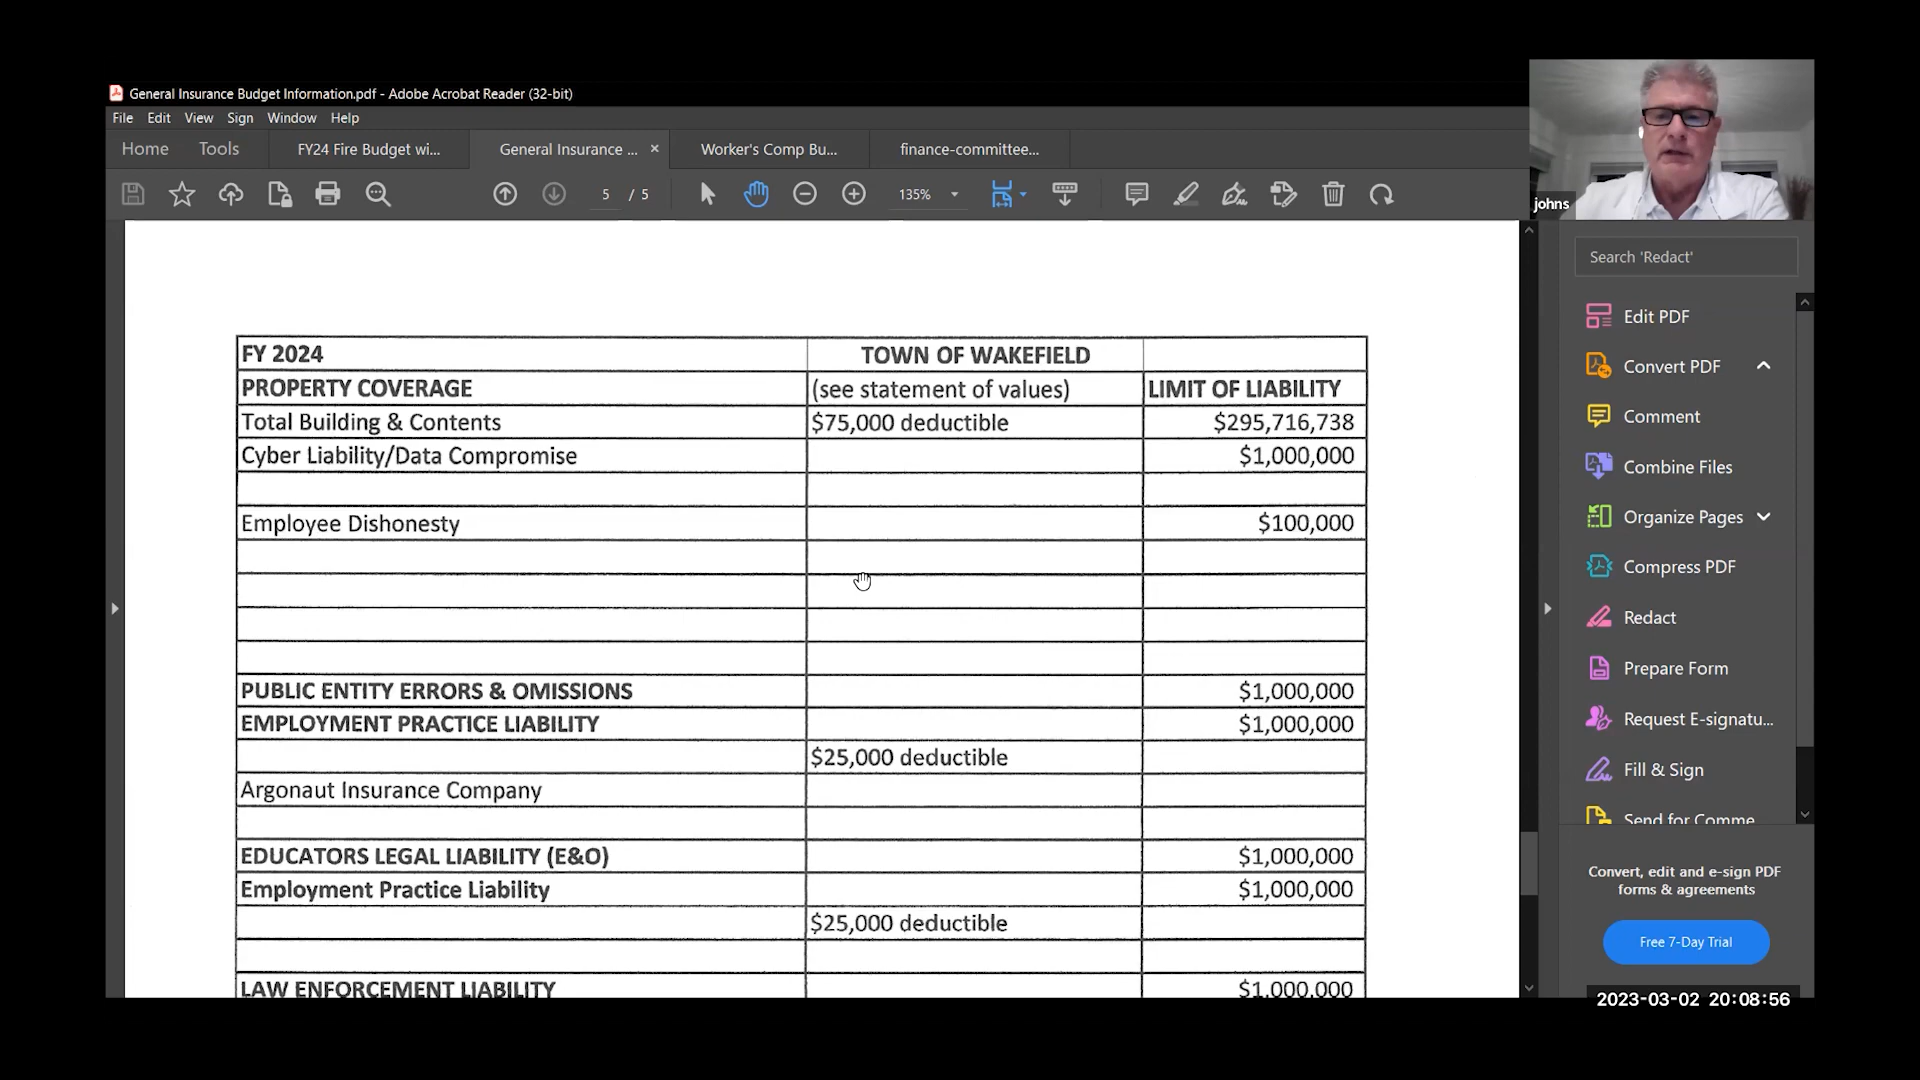 General Insurance Budget Information.pdf - Adobe Acrobat Reader (32-bit)
File Edit View Sign Window Help
Home Tools FY24 Fire Budget wi... General Insurance ... × Worker's Comp Bu... finance-committee...
5 / 5 135%
johns
Search 'Redact'
FY 2024 TOWN OF WAKEFIELD
PROPERTY COVERAGE (see statement of values) LIMIT OF LIABILITY
Total Building & Contents $75,000 deductible $295,716,738
Cyber Liability/Data Compromise $1,000,000
Employee Dishonesty $100,000
PUBLIC ENTITY ERRORS & OMISSIONS $1,000,000
EMPLOYMENT PRACTICE LIABILITY $1,000,000
$25,000 deductible
Argonaut Insurance Company
EDUCATORS LEGAL LIABILITY (E&O) $1,000,000
Employment Practice Liability $1,000,000
$25,000 deductible
LAW ENFORCEMENT LIABILITY $1,000,000
Edit PDF
Convert PDF
Comment
Combine Files
Organize Pages
Compress PDF
Redact
Prepare Form
Request E-signatu...
Fill & Sign
Send for Comme
Convert, edit and e-sign PDF
forms & agreements
Free 7-Day Trial
2023-03-02 20:08:56